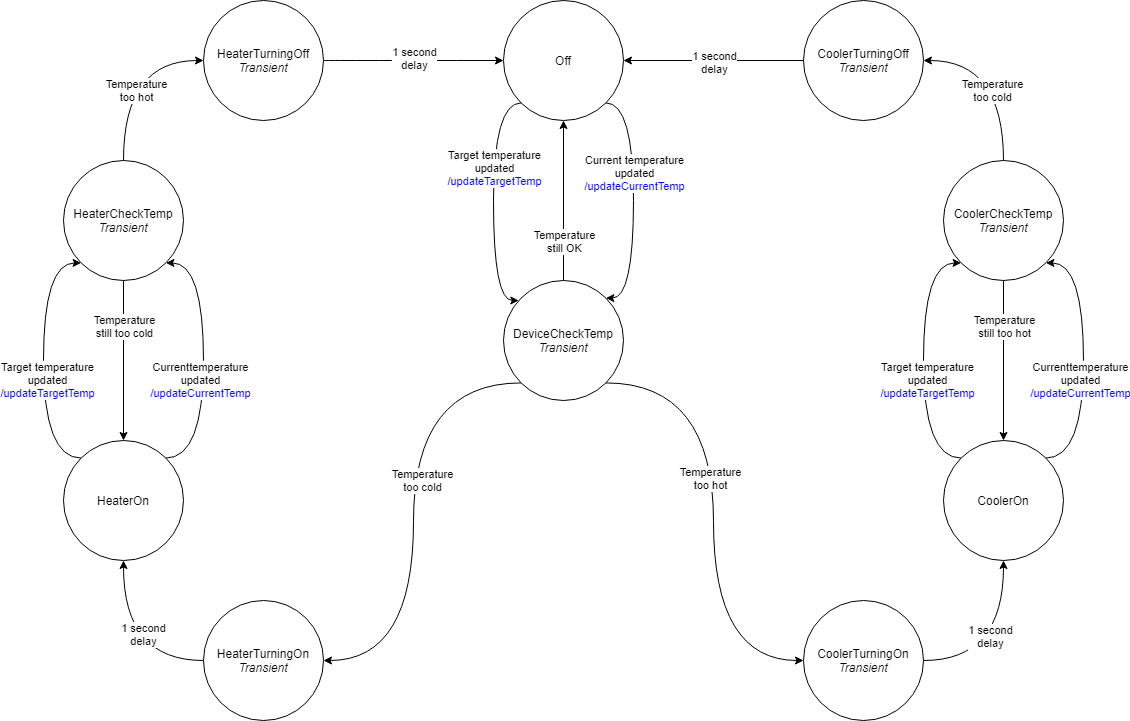 HeaterTurningOff
Transient
1 second
delay
Off
1 second
delay
CoolerTurningOff
Transient
Temperature
too hot
Temperature
too cold
Target temperature
updated
/updateTargetTemp
Current temperature
updated
/updateCurrentTemp
HeaterCheckTemp
Transient
Temperature
still OK
CoolerCheckTemp
Transient
DeviceCheckTemp
Transient
Temperature
still too cold
Temperature
still too hot
Target temperature
updated
/updateTargetTemp
Currenttemperature
updated
/updateCurrentTemp
Target temperature
updated
/updateTargetTemp
Currenttemperature
updated
/updateCurrentTemp
Temperature
too cold
Temperature
too hot
HeaterOn
CoolerOn
1 second
delay
1 second
delay
HeaterTurningOn
Transient
CoolerTurningOn
Transient